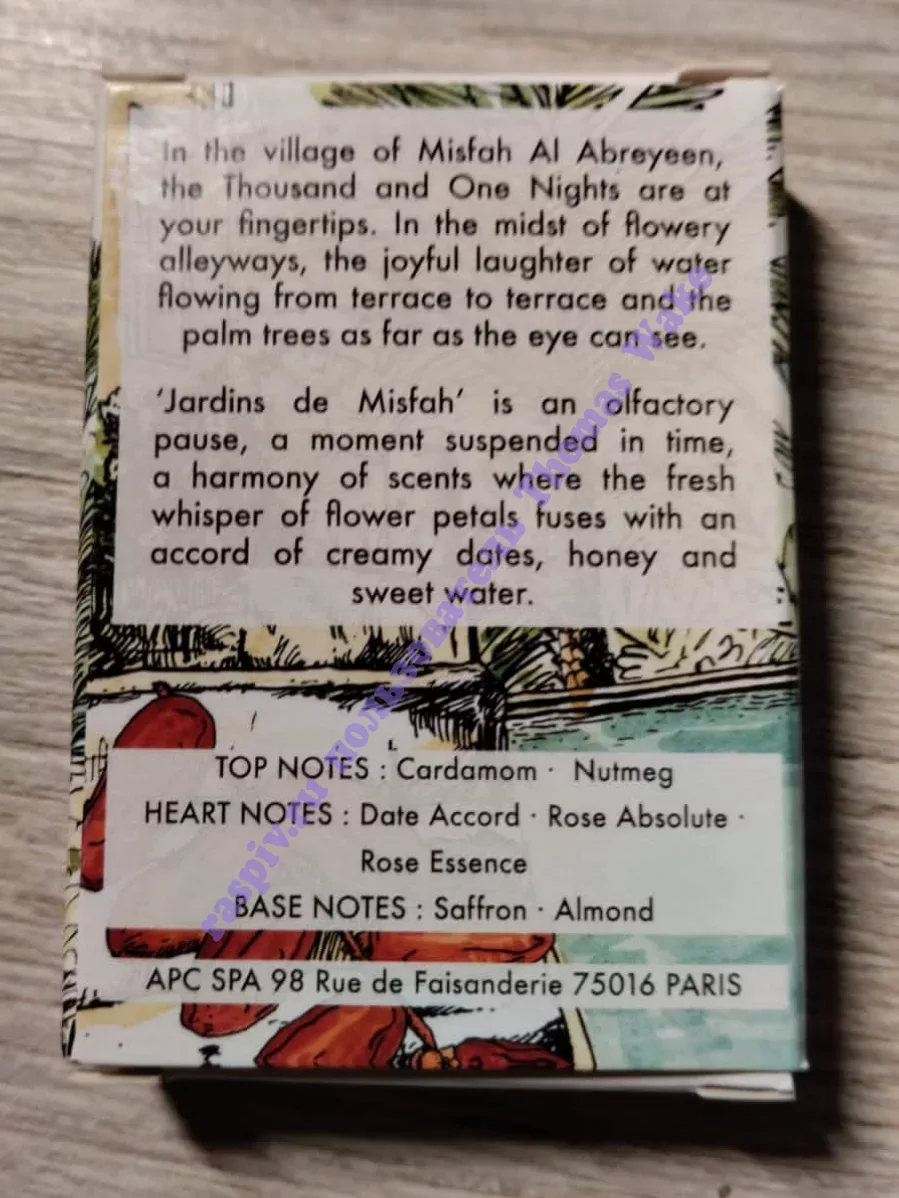 In the village of Misfah Al Abreyeen,
the Thousand and One Nights are at
your fingertips. In the midst of flowery
alleyways, the joyful laughter of water
flowing from terrace to terrace and the
palm trees as far as the eye can see.
‘Jardins de Misfah’ is an olfactory
pause, a moment suspended in time,
a harmony of scents where the fresh
whisper of flower petals fuses with an
accord of creamy dates, honey and
sweet water.
TOP NOTES : Cardamom · Nutmeg
HEART NOTES : Date Accord · Rose Absolute ·
Rose Essence
BASE NOTES : Saffron · Almond
APC SPA 98 Rue de Faisanderie 75016 PARIS
raspiv.ru пользователь Thomas Wake